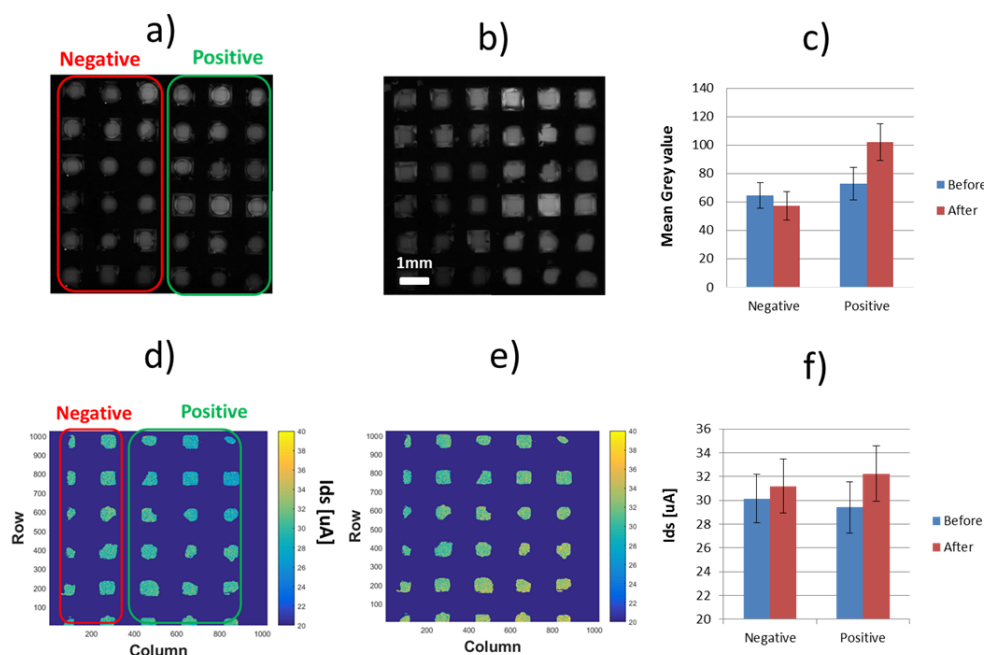 a)
b)
c)
Negative
Positive
1mm
Mean Grey value
140
120
100
80
60
40
20
0
Negative
Positive
Before
After
d)
e)
f)
Negative
Positive
Row
1000
900
800
700
600
500
400
300
200
100
200 400 600 800 1000
Column
40
38
36
34
32
30
28
26
24
22
20
Ids [uA]
Row
1000
900
800
700
600
500
400
300
200
100
200 400 600 800 1000
Column
40
38
36
34
32
30
28
26
24
22
20
Ids [uA]
36
34
32
30
28
26
24
22
20
Negative
Positive
Before
After